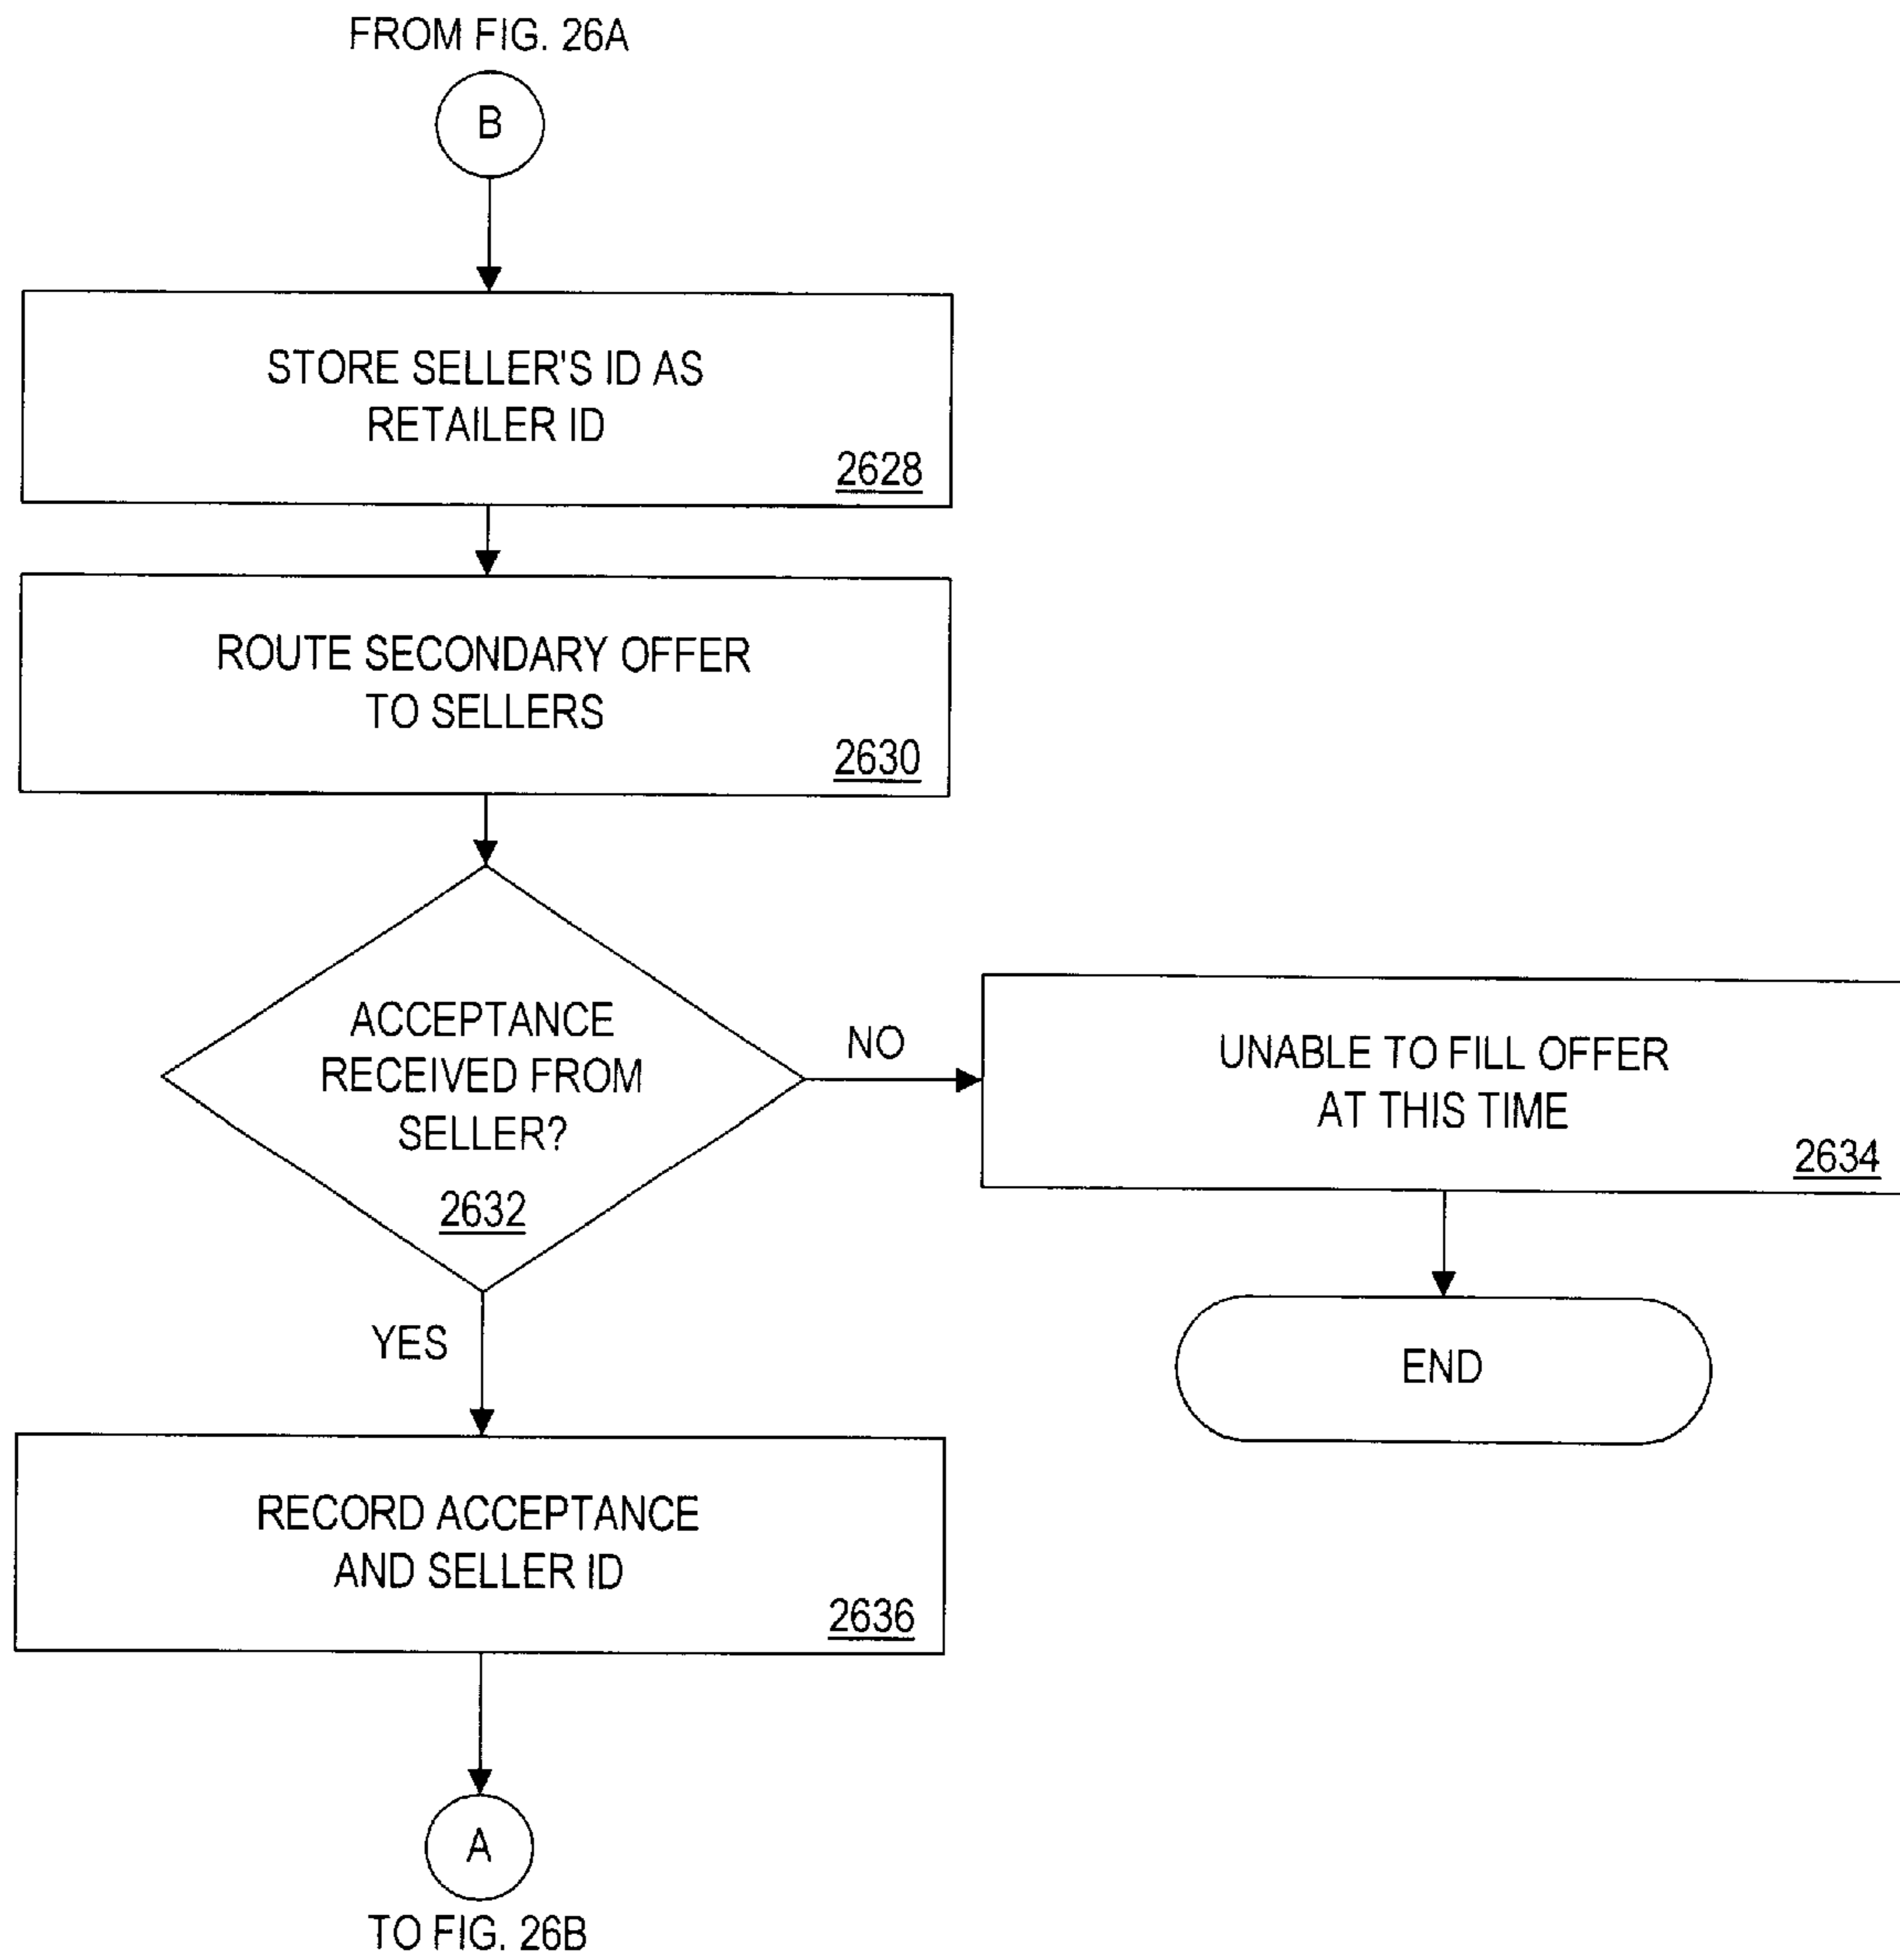 FROM FIG. 26A
B
STORE SELLER'S ID AS
RETAILER ID
2628
ROUTE SECONDARY OFFER
TO SELLERS
2630
ACCEPTANCE
RECEIVED FROM
SELLER?
2632
NO
UNABLE TO FILL OFFER
AT THIS TIME
2634
END
YES
RECORD ACCEPTANCE
AND SELLER ID
2636
A
TO FIG. 26B